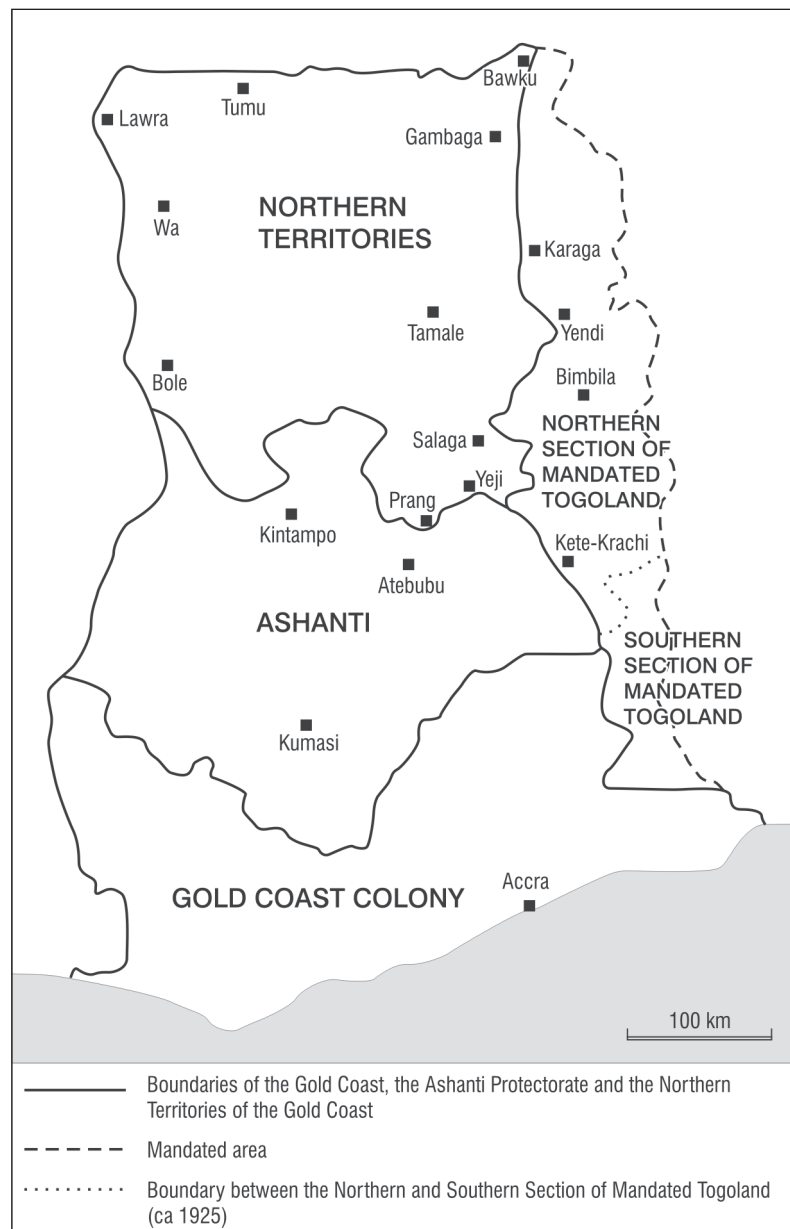 Bawku
Tumu
Lawra
Gambaga
Wa
NORTHERN
TERRITORIES
Karaga
Tamale
Yendi
Bole
Bimbila
NORTHERN
SECTION OF
MANDATED
TOGOLAND
Salaga
Yeji
Prang
Kintampo
Kete-Krachi
Atebubu
ASHANTI
SOUTHERN
SECTION OF
MANDATED
TOGOLAND
Kumasi
Accra
GOLD COAST COLONY
100 km
Boundaries of the Gold Coast, the Ashanti Protectorate and the Northern
Territories of the Gold Coast
Mandated area
Boundary between the Northern and Southern Section of Mandated Togoland
(ca 1925)